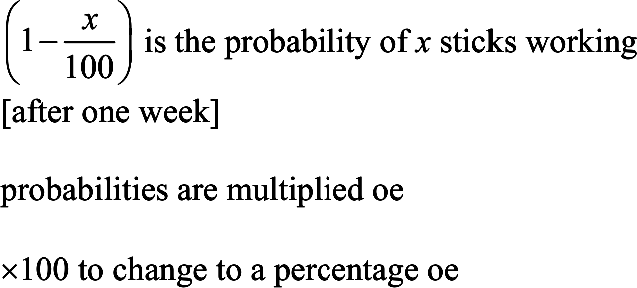 (1 − x/100) is the probability of x sticks working
[after one week]
probabilities are multiplied oe
×100 to change to a percentage oe